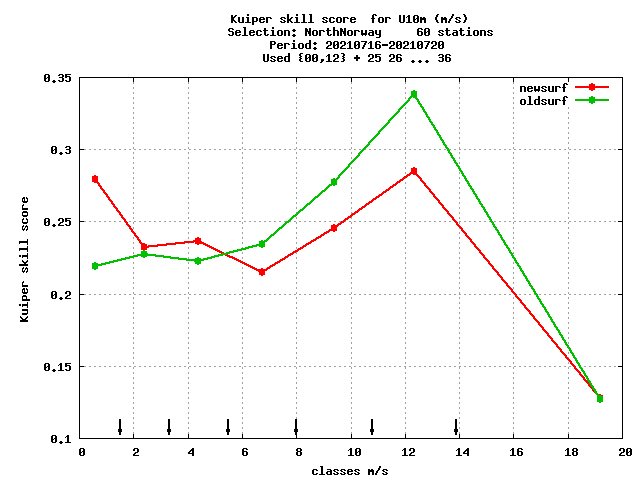 Kuiper skill score  for U10m (m/s)
Selection: NorthNorway     60 stations
Period: 20210716-20210720
Used {00,12} + 25 26 ... 36
newsurf
oldsurf
0.35
0.3
0.25
0.2
0.15
0.1
Kuiper skill score
0 2 4 6 8 10 12 14 16 18 20
classes m/s